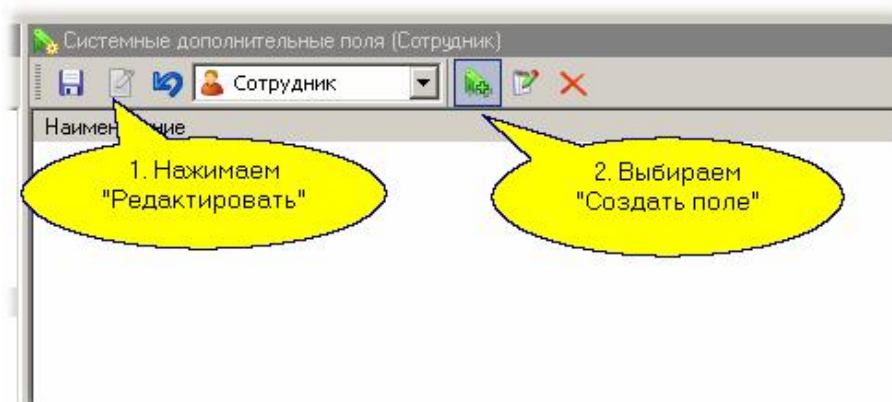 Системные дополнительные поля (Сотрудник)
Сотрудник
Наименование
1. Нажимаем
"Редактировать"
2. Выбираем
"Создать поле"